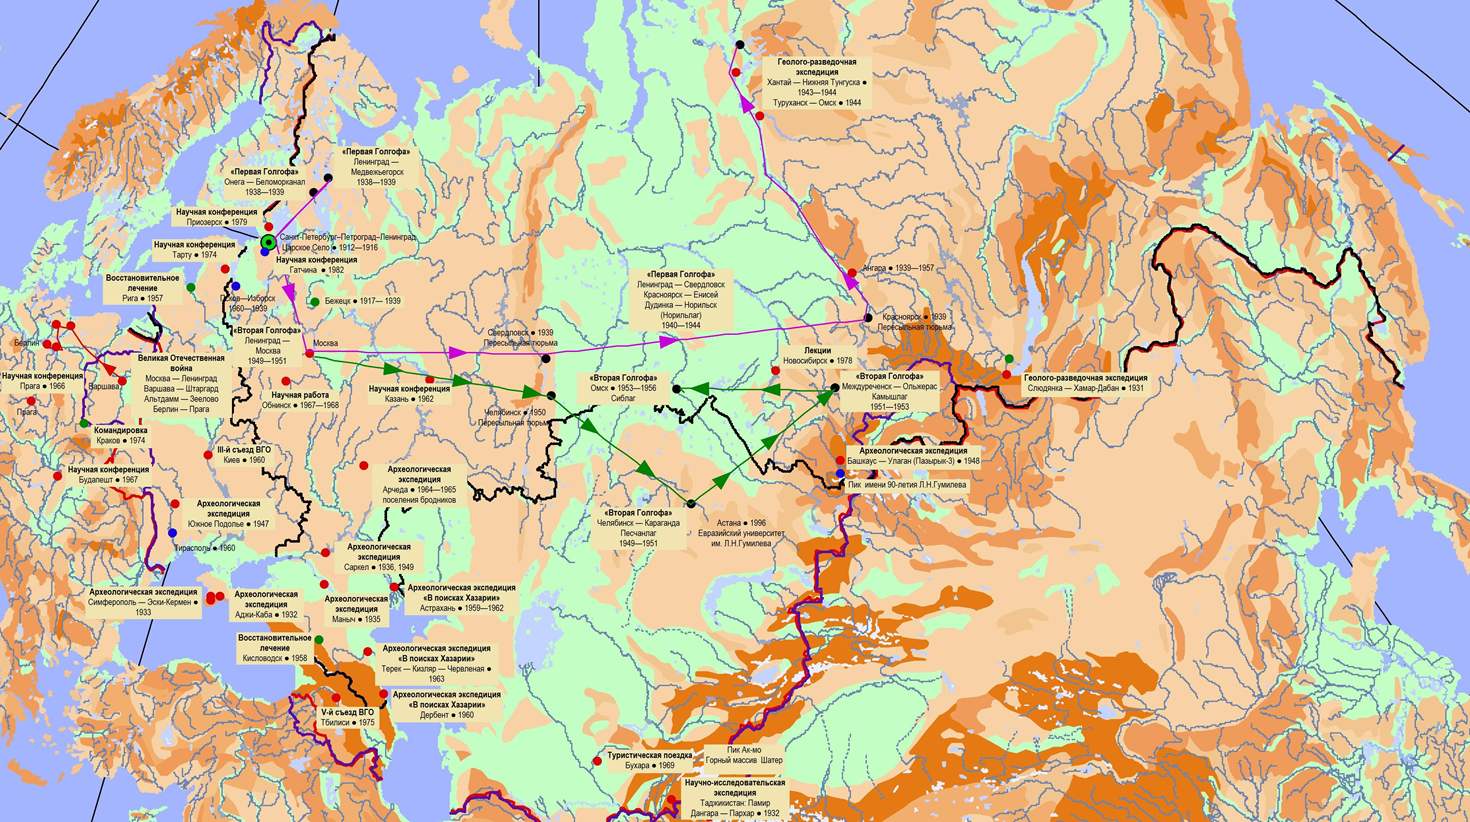 Геолого-разведочная
экспедиция
Хантай — Нижняя Тунгуска ●
1943—1944
Туруханск — Омск ● 1944
«Первая Голгофа»
Ленинград —
Медвежьегорск
1938—1939
«Первая Голгофа»
Онега — Беломорканал
1938—1939
Научная конференция
Приозерск ● 1979
Санкт-Петербург–Петроград–Ленинград
Царское Село ● 1912—1916
Научная конференция
Тарту ● 1974
Научная конференция
Гатчина ● 1982
Восстановительное
лечение
Рига ● 1957
Псков—Изборск
1960—1939
Бежецк ● 1917— 1939
«Первая Голгофа»
Ленинград — Свердловск
Красноярск — Енисей
Дудинка — Норильск
(Норильлаг)
1940—1944
Ангара ● 1939—1957
Красноярск ● 1939
Пересыльная тюрьма
«Вторая Голгофа»
Ленинград —
Москва
1949—1951
Москва
Свердловск ● 1939
Пересыльная тюрьма
Берлин
Великая Отечественная
война
Москва — Ленинград
Варшава — Штаргард
Альтдамм — Зеелово
Берлин — Прага
Лекции
Новосибирск ● 1978
Научная конференция
Прага ● 1966
Варшава
Прага
Научная работа
Обнинск ● 1967—1968
Научная конференция
Казань ● 1962
«Вторая Голгофа»
Омск ● 1953—1956
Сиблаг
«Вторая Голгофа»
Междуреченск — Ольжерас
Камышлаг
1951—1953
Геолого-разведочная экспедиция
Слюдянка — Хамар-Дабан ● 1931
Челябинск ● 1950
Пересыльная тюрьма
Командировка
Краков ● 1974
III-й съезд ВГО
Киев ● 1960
Научная конференция
Будапешт ● 1967
Археологическая
экспедиция
Арчеда ● 1964—1965
поселения бродников
Археологическая экспедиция
Башкаус — Улаган (Пазырык-3) ● 1948
Пик имени 90-летия Л.Н.Гумилева
Археологическая
экспедиция
Южное Подолье ● 1947
Тирасполь ● 1960
«Вторая Голгофа»
Челябинск — Караганда
Песчанлаг
1949—1951
Астана ● 1996
Евразийский университет
им. Л.Н.Гумилева
Археологическая
экспедиция
Саркел ● 1936, 1949
Археологическая экспедиция
Симферополь — Эски-Кермен ●
1933
Археологическая
экспедиция
Аджи-Каба ● 1932
Археологическая
экспедиция
Маныч ● 1935
Археологическая экспедиция
«В поисках Хазарии»
Астрахань ● 1959—1962
Восстановительное
лечение
Кисловодск ● 1958
Археологическая экспедиция
«В поисках Хазарии»
Терек — Кизляр — Червленая ●
1963
Археологическая экспедиция
«В поисках Хазарии»
Дербент ● 1960
V-й съезд ВГО
Тбилиси ● 1975
Туристическая поездка
Бухара ● 1969
Пик Ак-мо
Горный массив Шатер
Научно-исследовательская
экспедиция
Таджикистан: Памир
Дангара — Пархар ● 1932